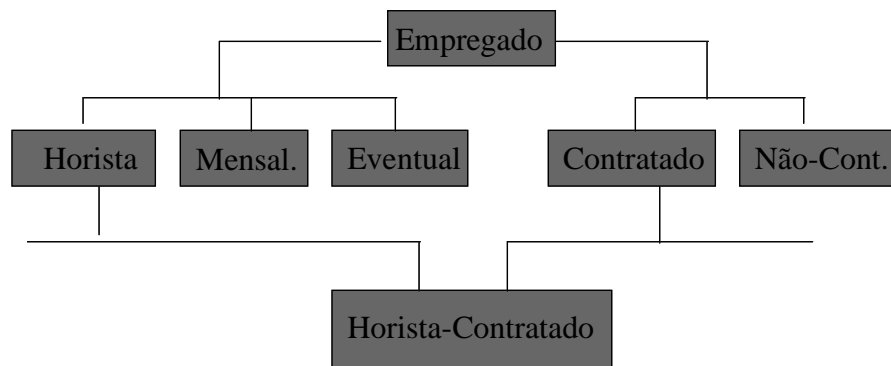 Empregado
Horista
Mensal.
Eventual
Contratado
Não-Cont.
Horista-Contratado